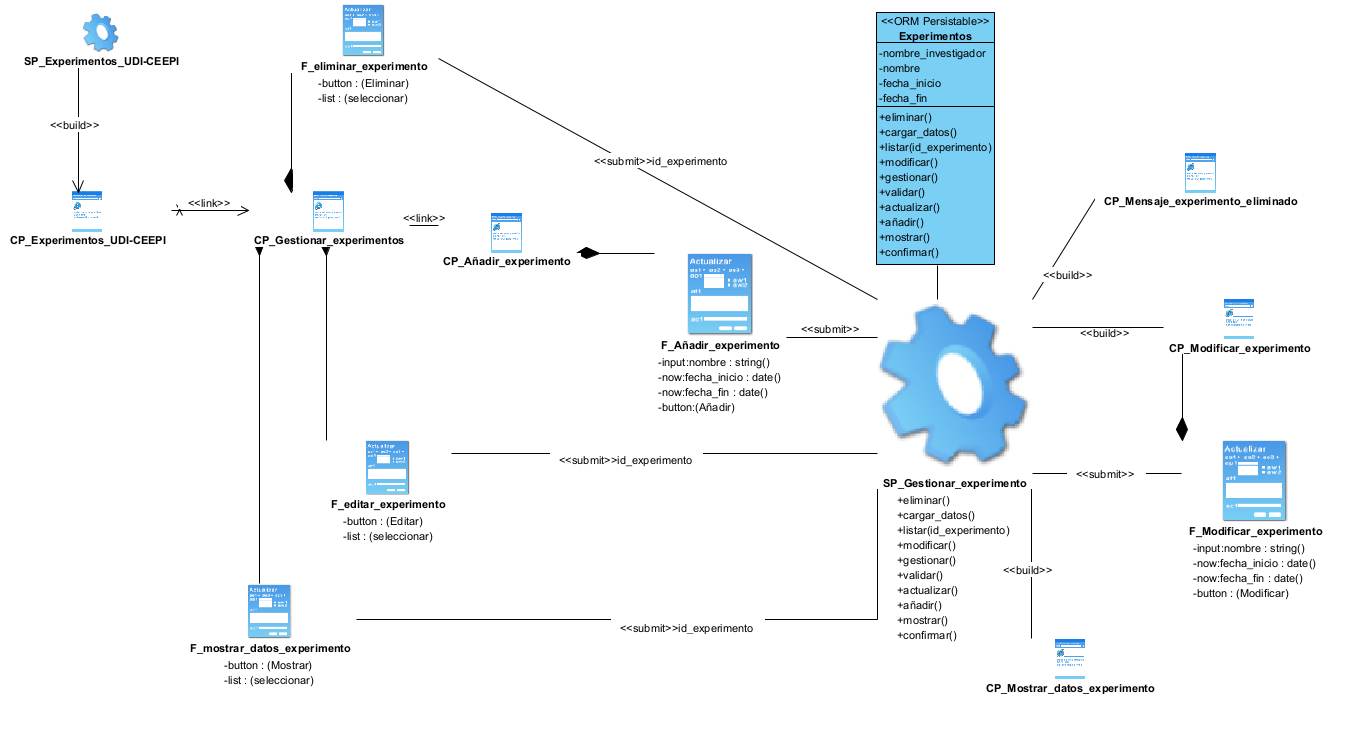 SP_Experimentos_UDI-CEEPI
<<build>>
CP_Experimentos_UDI-CEEPI
<<link>>
Actualizar
F_eliminar_experimento
-button : (Eliminar)
-list : (seleccionar)
CP_Gestionar_experimentos
<<link>>
CP_Añadir_experimento
<<submit>>id_experimento
<<ORM Persistable>>
Experimentos
-nombre_investigador
-nombre
-fecha_inicio
-fecha_fin
+eliminar()
+cargar_datos()
+listar(id_experimento)
+modificar()
+gestionar()
+validar()
+actualizar()
+añadir()
+mostrar()
+confirmar()
CP_Mensaje_experimento_eliminado
<<build>>
Actualizar
F_Añadir_experimento
-input:nombre : string()
-now:fecha_inicio : date()
-now:fecha_fin : date()
-button:(Añadir)
<<submit>>
<<build>>
CP_Modificar_experimento
Actualizar
F_editar_experimento
-button : (Editar)
-list : (seleccionar)
<<submit>>id_experimento
SP_Gestionar_experimento
+eliminar()
+cargar_datos()
+listar(id_experimento)
+modificar()
+gestionar()
+validar()
+actualizar()
+añadir()
+mostrar()
+confirmar()
<<submit>>
Actualizar
F_Modificar_experimento
-input:nombre : string()
-now:fecha_inicio : date()
-now:fecha_fin : date()
-button : (Modificar)
<<build>>
Actualizar
F_mostrar_datos_experimento
-button : (Mostrar)
-list : (seleccionar)
<<submit>>id_experimento
CP_Mostrar_datos_experimento